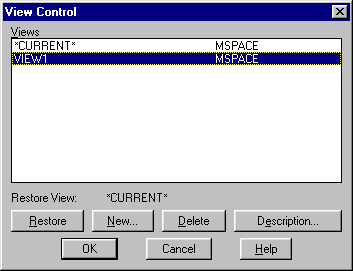 View Control
Views
*CURRENT* MSPACE
VIEW1 MSPACE
Restore View: *CURRENT*
Restore New... Delete Description...
OK Cancel Help